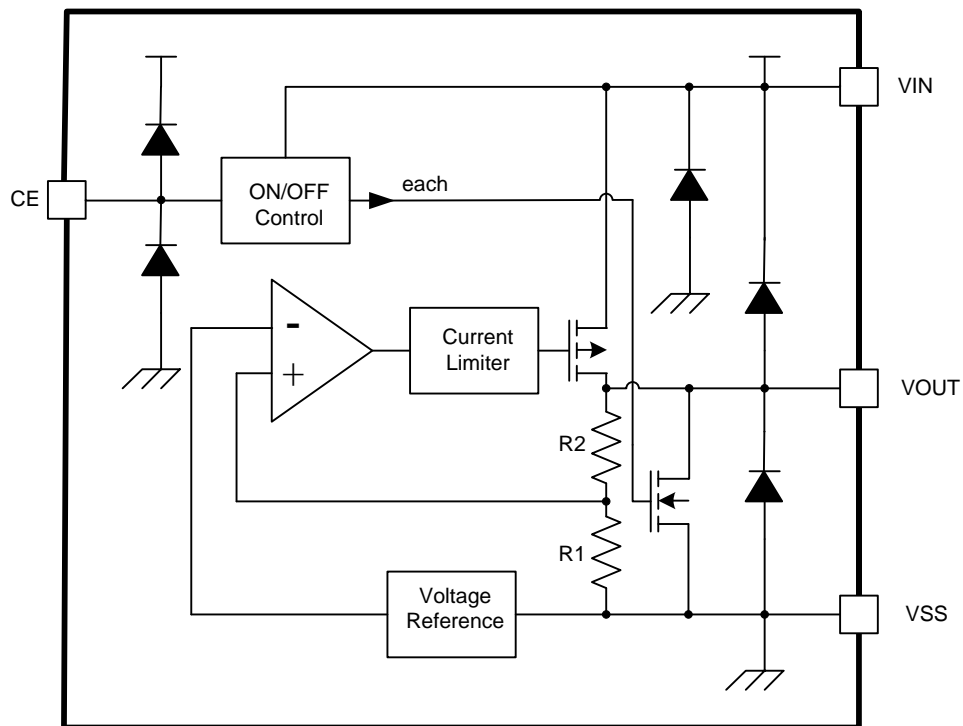 VIN
CE
ON/OFF
Control
each
-
+
Current
Limiter
VOUT
R2
R1
Voltage
Reference
VSS